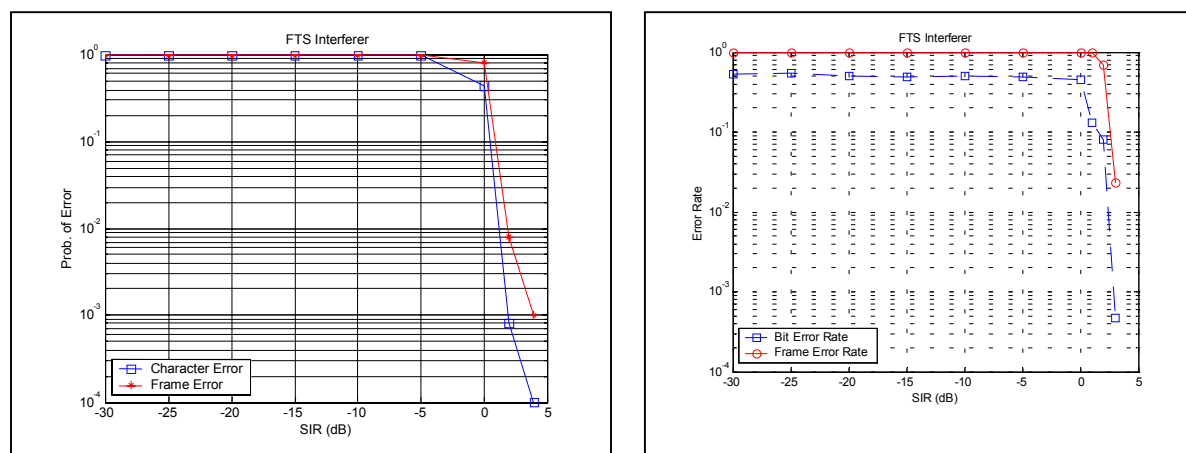 FTS Interferer
10^0
10^-1
10^-2
10^-3
10^-4
Prob. of Error
Character Error
Frame Error
-30 -25 -20 -15 -10 -5 0 5
SIR (dB)
FTS Interferer
10^0
10^-1
10^-2
10^-3
10^-4
Error Rate
Bit Error Rate
Frame Error Rate
-30 -25 -20 -15 -10 -5 0 5
SIR (dB)